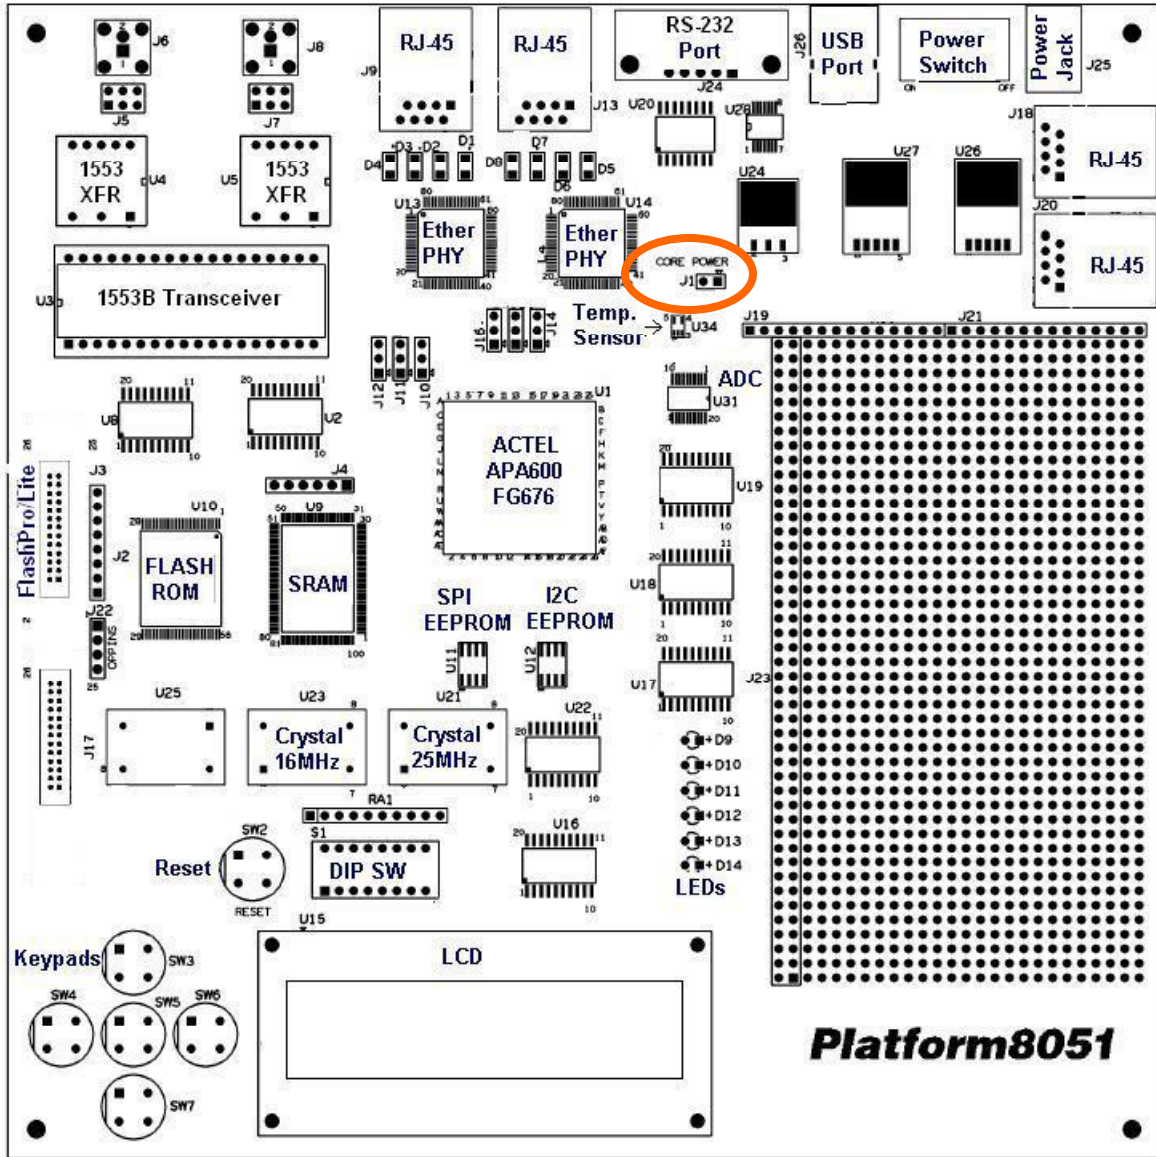 J6
J8
RJ-45
RJ-45
RS-232
Port
J26
USB
Port
Power
Switch
ON
OFF
Power
Jack
J25
J9
J13
J24
J5
J7
U20
U28
J18
1553
XFR
U4
U5
1553
XFR
D4
D3
D2
D1
D8
D7
D6
D5
U24
U27
U26
RJ-45
J20
RJ-45
U13
Ether
PHY
U14
Ether
PHY
CORE POWER
J1
U3
1553B Transceiver
Temp.
Sensor
U34
J19
J21
J16
J14
J12
J11
J10
ADC
U31
U8
U2
U1
ACTEL
APA600
FG676
FlashPro/Lite
J3
J2
J4
U10
FLASH
ROM
U9
SRAM
U19
U18
SPI
EEPROM
I2C
EEPROM
U11
U12
U17
J23
J22
OPPINS
J17
U25
U23
Crystal
16MHz
U21
Crystal
25MHz
U22
+D9
+D10
+D11
+D12
+D13
+D14
LEDs
RA1
SW2
Reset
RESET
S1
DIP SW
U16
U15
LCD
Keypads
SW3
SW4
SW5
SW6
SW7
Platform8051